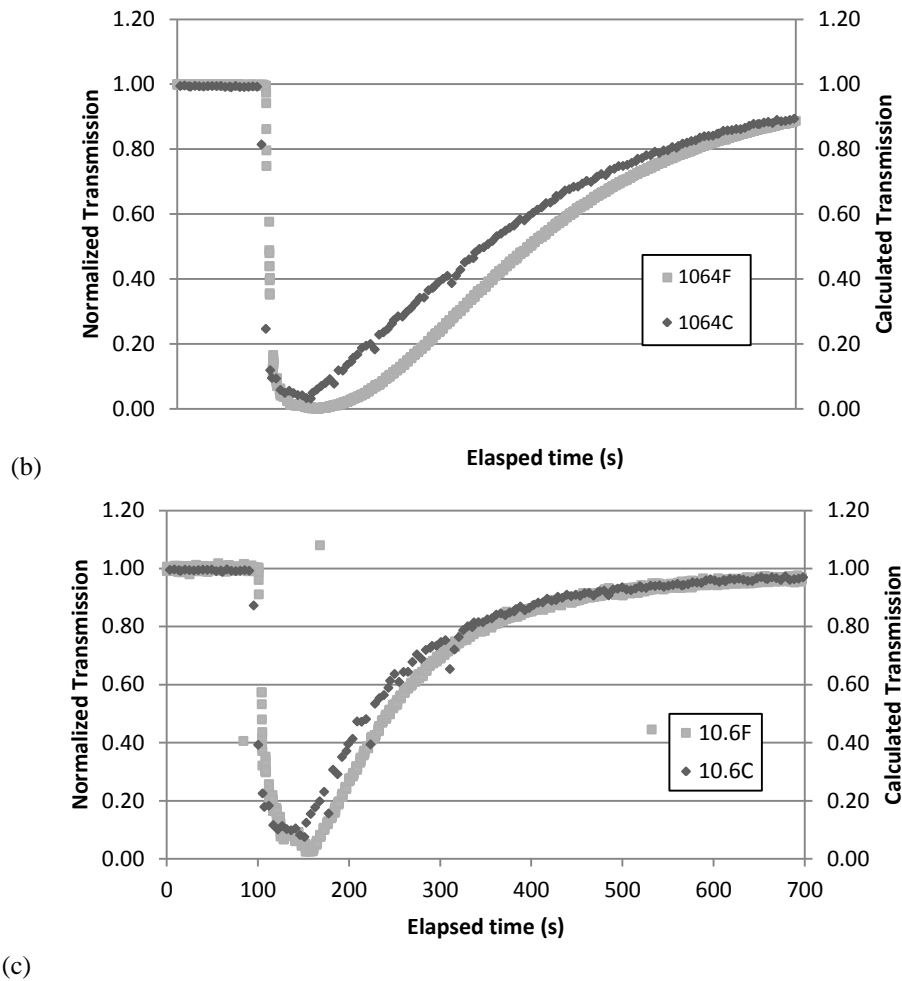 1.20
1.00
0.80
0.60
0.40
0.20
0.00
Normalized Transmission
1.20
1.00
0.80
0.60
0.40
0.20
0.00
Calculated Transmission
1064F
1064C
Elasped time (s)
(b)
1.20
1.00
0.80
0.60
0.40
0.20
0.00
Normalized Transmission
1.20
1.00
0.80
0.60
0.40
0.20
0.00
Calculated Transmission
10.6F
10.6C
0 100 200 300 400 500 600 700
Elapsed time (s)
(c)